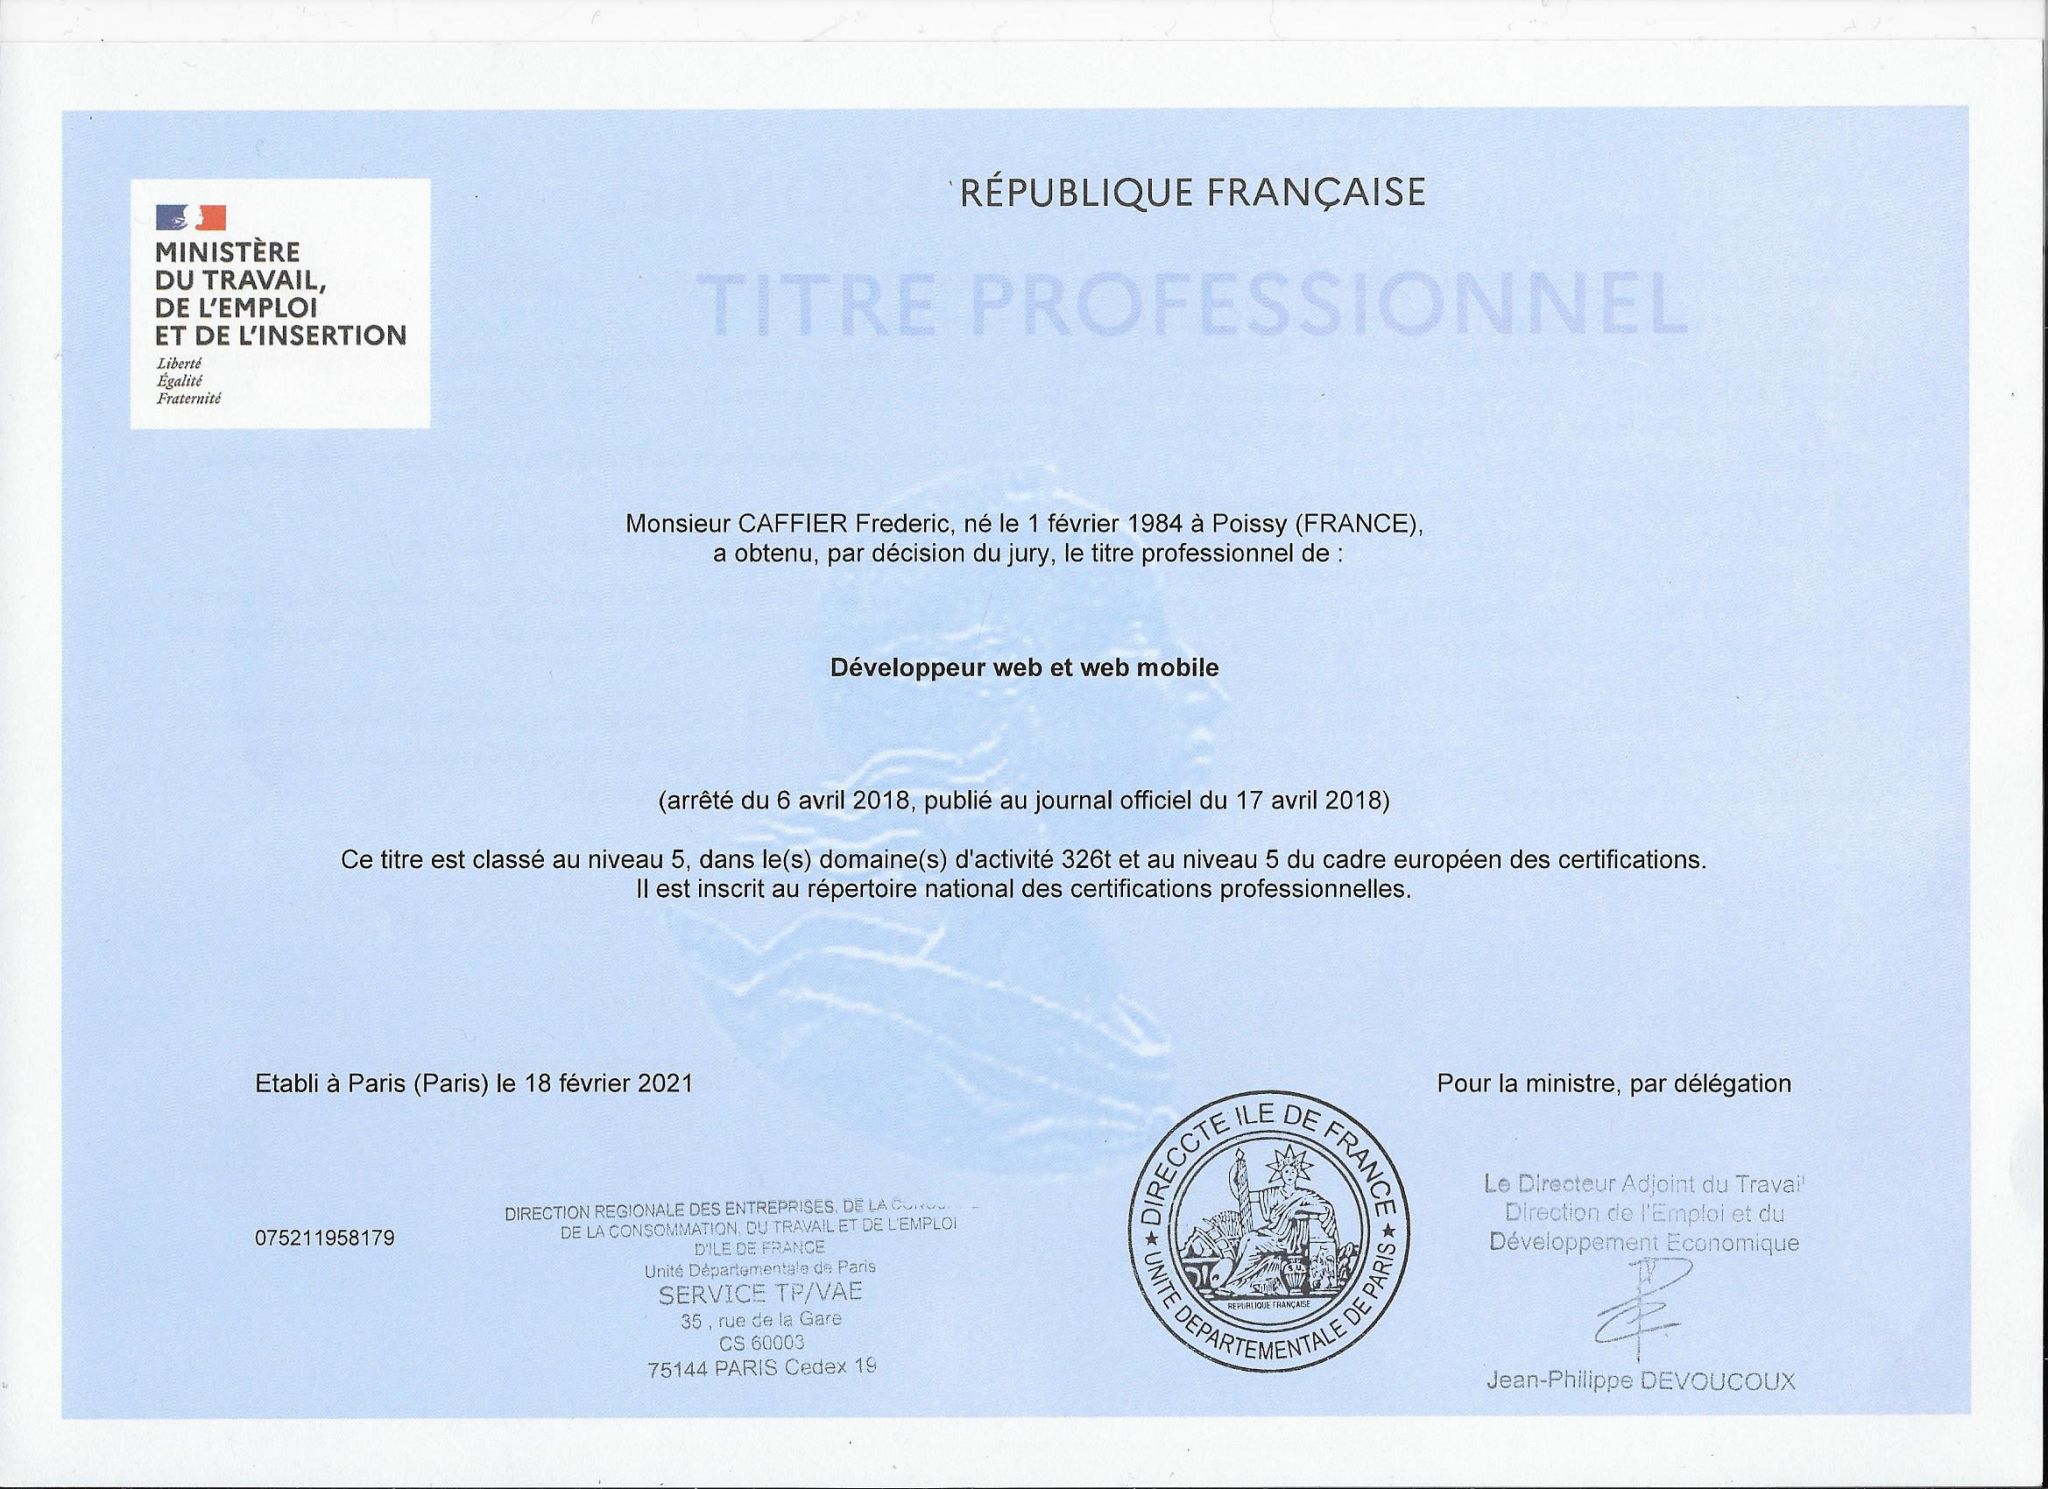 RÉPUBLIQUE FRANÇAISE
TITRE PROFESSIONNEL
MINISTÈRE
DU TRAVAIL,
DE L'EMPLOI
ET DE L'INSERTION
Liberté
Égalité
Fraternité
Monsieur CAFFIER Frederic, né le 1 février 1984 à Poissy (FRANCE),
a obtenu, par décision du jury, le titre professionnel de :
Développeur web et web mobile
(arrêté du 6 avril 2018, publié au journal officiel du 17 avril 2018)
Ce titre est classé au niveau 5, dans le(s) domaine(s) d'activité 326t et au niveau 5 du cadre européen des certifications.
Il est inscrit au répertoire national des certifications professionnelles.
Etabli à Paris (Paris) le 18 février 2021
Pour la ministre, par délégation
075211958179
DIRECTION REGIONALE DES ENTREPRISES, DE LA
DE LA CONSOMMATION, DU TRAVAIL ET DE L'EMPLOI
D'ILE DE FRANCE
Unité Départementale de Paris
SERVICE TP/VAE
35 , rue de la Gare
CS 60003
75144 PARIS Cedex 19
DIRECCTE ILE DE FRANCE
UNITE DEPARTEMENTALE DE PARIS
REPUBLIQUE FRANÇAISE
Le Directeur Adjoint du Travail
Direction de l'Emploi et du
Développement Economique
Jean-Philippe DEVOUCOUX